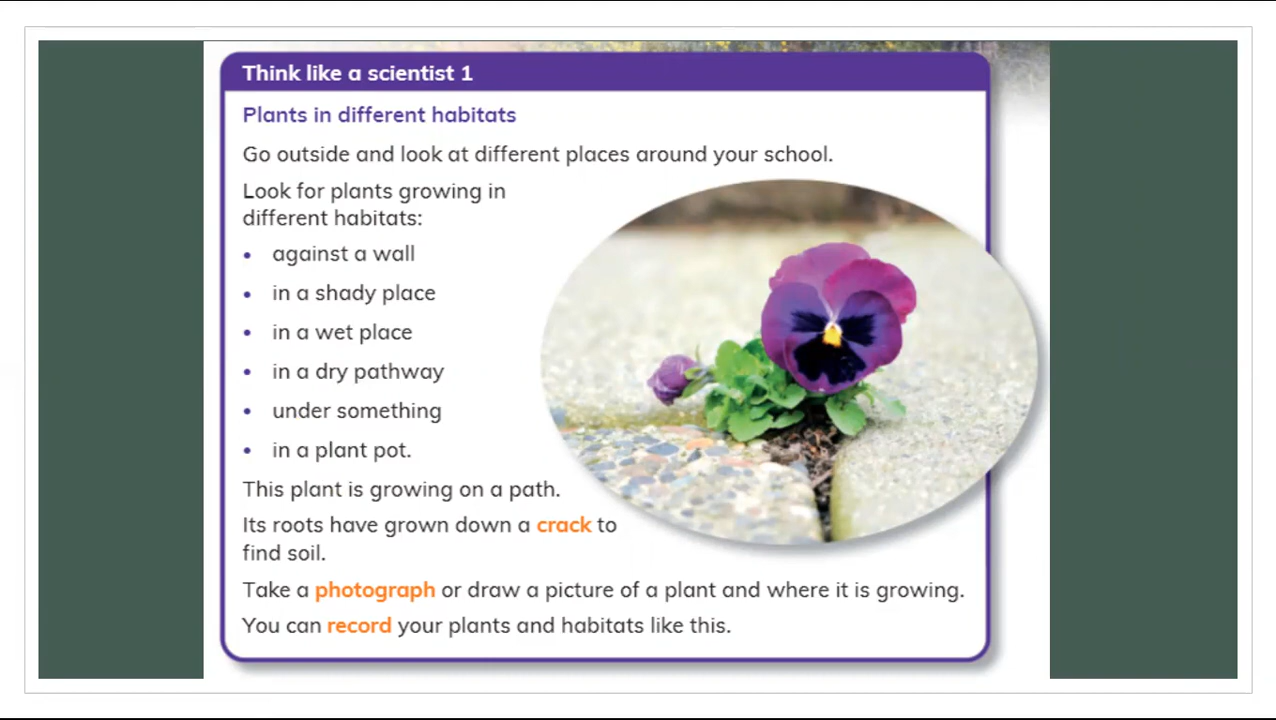 Think like a scientist 1
Plants in different habitats
Go outside and look at different places around your school.
Look for plants growing in
different habitats:
• against a wall
• in a shady place
• in a wet place
• in a dry pathway
• under something
• in a plant pot.
This plant is growing on a path.
Its roots have grown down a crack to
find soil.
Take a photograph or draw a picture of a plant and where it is growing.
You can record your plants and habitats like this.